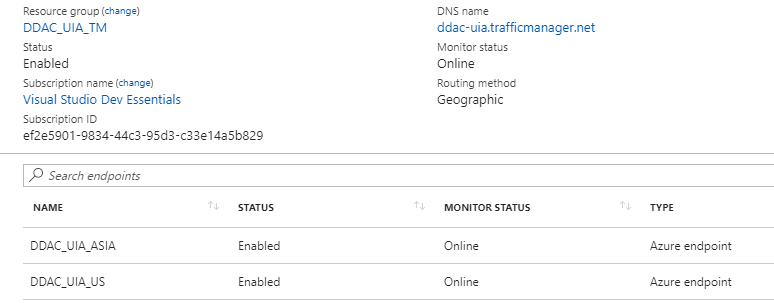 Resource group (change)
DDAC_UIA_TM
Status
Enabled
Subscription name (change)
Visual Studio Dev Essentials
Subscription ID
ef2e5901-9834-44c3-95d3-c33e14a5b829
DNS name
ddac-uia.trafficmanager.net
Monitor status
Online
Routing method
Geographic
Search endpoints
NAME STATUS MONITOR STATUS TYPE
DDAC_UIA_ASIA Enabled Online Azure endpoint
DDAC_UIA_US Enabled Online Azure endpoint